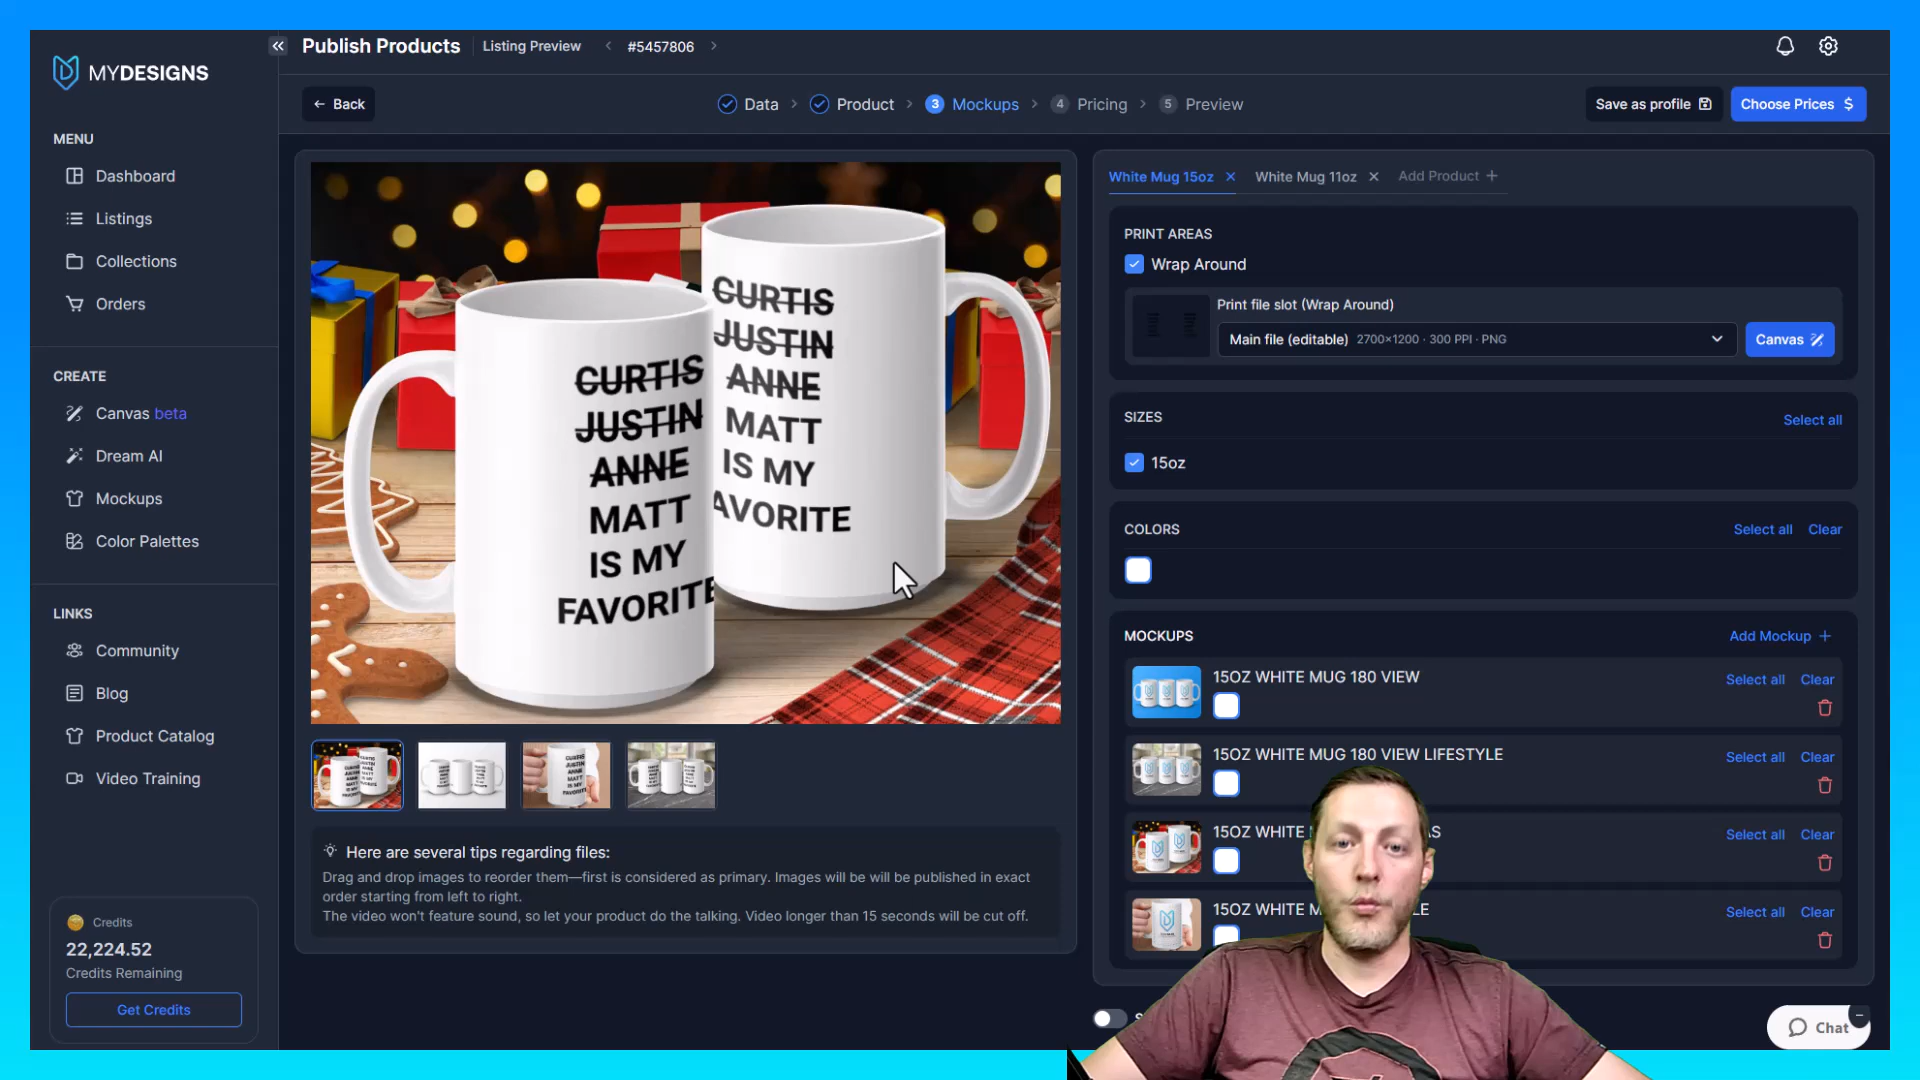 MYDESIGNS
Publish Products
Listing Preview
#5457806
Back
Data
Product
3 Mockups
4 Pricing
5 Preview
Save as profile
Choose Prices $
MENU
Dashboard
Listings
Collections
Orders
CREATE
Canvas beta
Dream AI
Mockups
Color Palettes
LINKS
Community
Blog
Product Catalog
Video Training
Credits
22,224.52
Credits Remaining
Get Credits
CURTIS
JUSTIN
ANNE
MATT
IS MY
FAVORITE
CURTIS
JUSTIN
ANNE
MATT
IS MY
AVORITE
CURTIS
JUSTIN
ANNE
MATT
IS MY
FAVORITE
Here are several tips regarding files:
Drag and drop images to reorder them—first is considered as primary. Images will be will be published in exact
order starting from left to right.
The video won't feature sound, so let your product do the talking. Video longer than 15 seconds will be cut off.
White Mug 15oz
White Mug 11oz
Add Product +
PRINT AREAS
Wrap Around
Print file slot (Wrap Around)
Main file (editable) 2700×1200 · 300 PPI · PNG
Canvas
SIZES
Select all
15oz
COLORS
Select all Clear
MOCKUPS
Add Mockup +
15OZ WHITE MUG 180 VIEW
Select all Clear
15OZ WHITE MUG 180 VIEW LIFESTYLE
Select all Clear
15OZ WHITE
Select all Clear
15OZ WHITE
Select all Clear
Chat